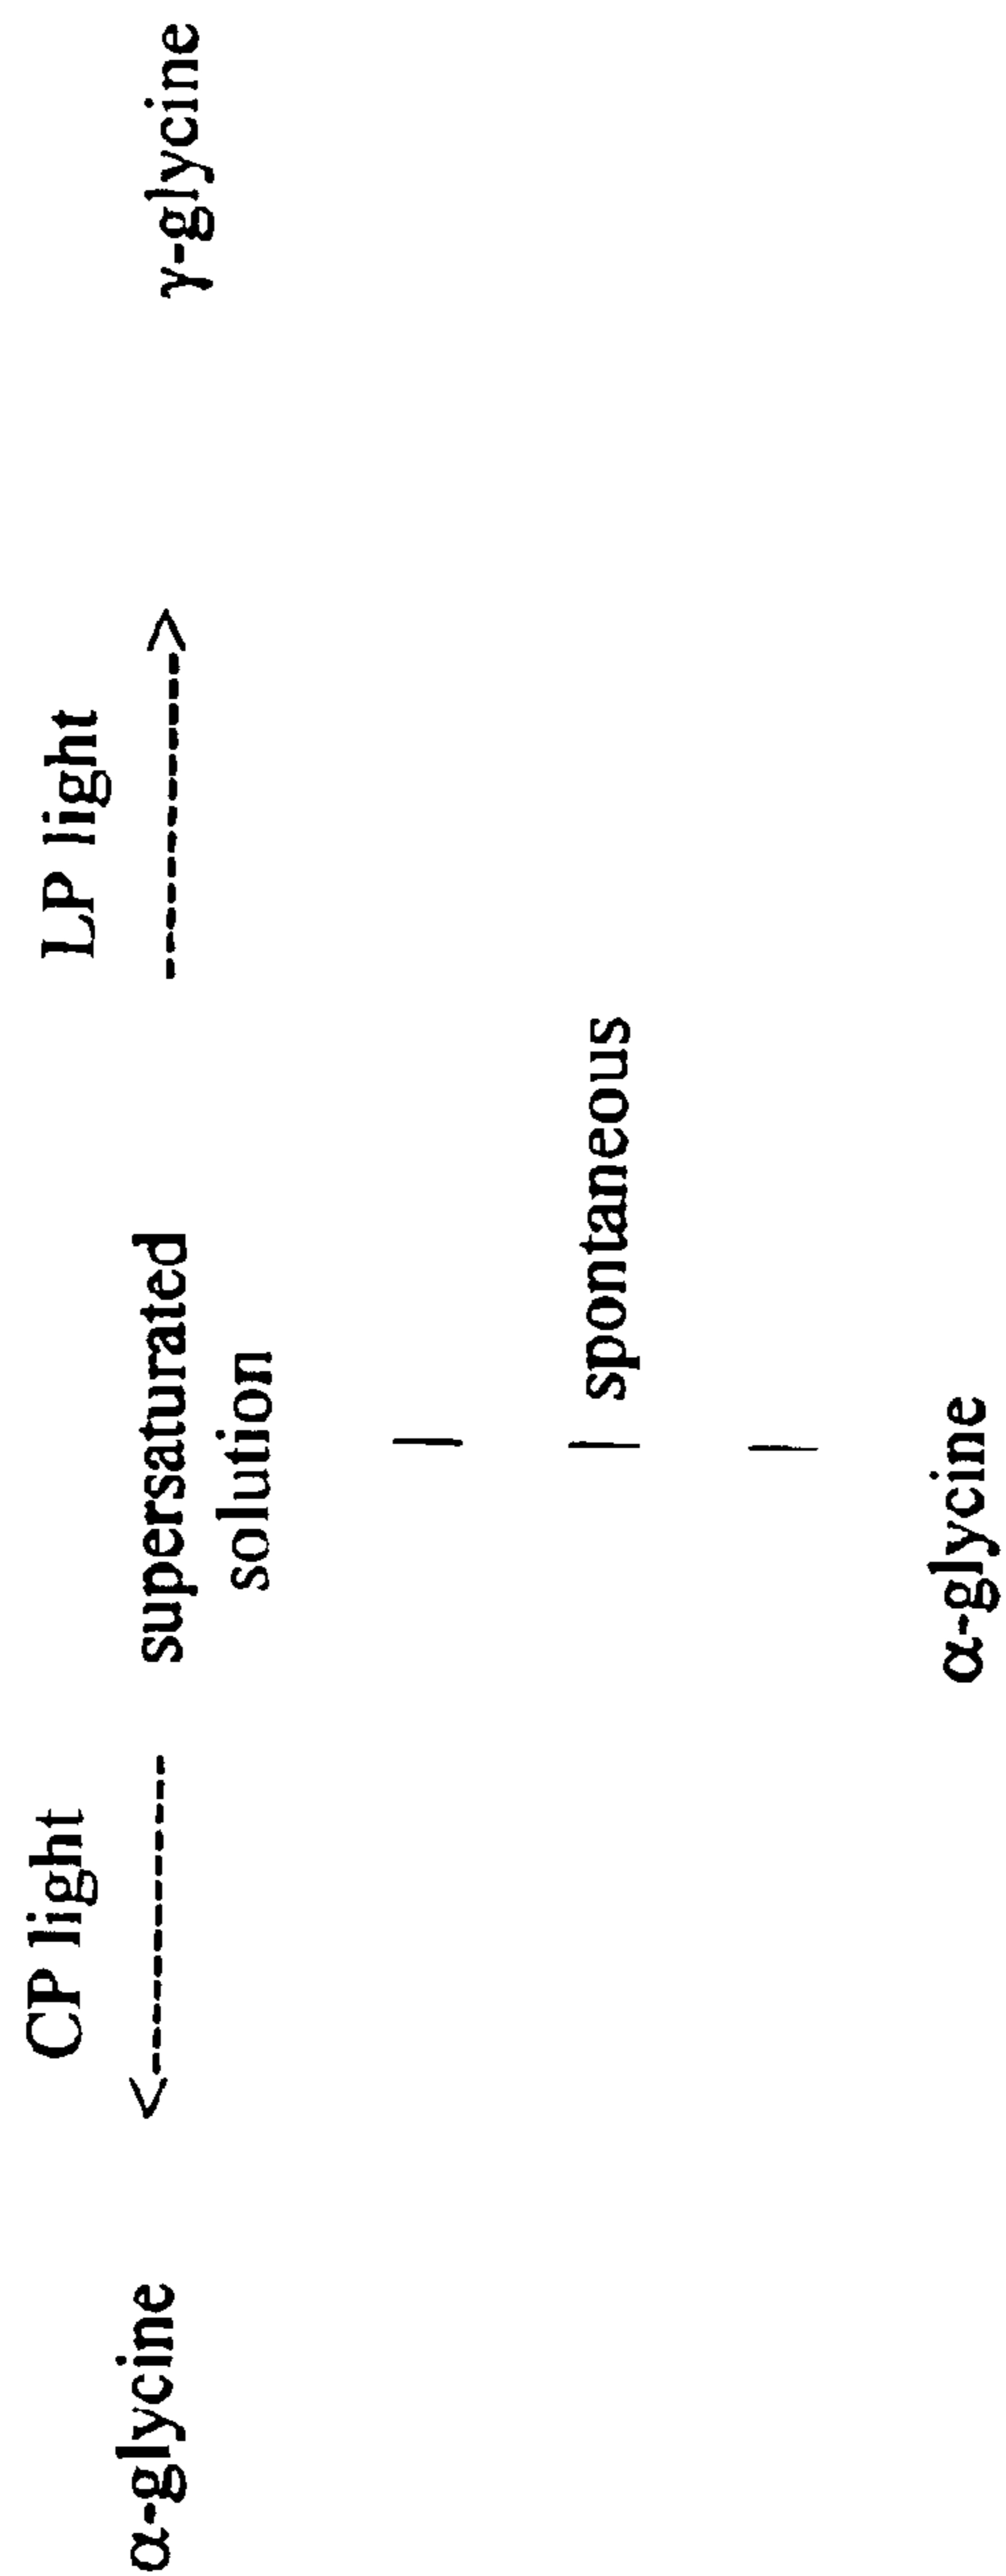 CP light LP light
α-glycine <------------- supersaturated -------------> γ-glycine
solution
spontaneous
α-glycine